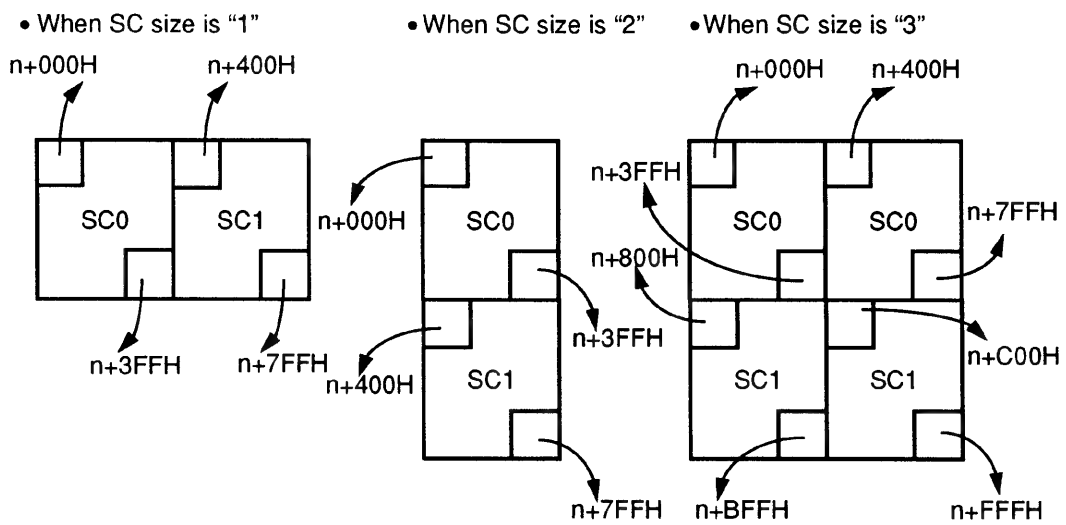 • When SC size is “1”
n+000H
n+400H
SC0
SC1
n+3FFH
n+7FFH
• When SC size is “2”
n+000H
SC0
n+3FFH
n+400H
SC1
n+7FFH
• When SC size is “3”
n+000H
n+400H
n+3FFH
SC0
SC0
n+7FFH
n+800H
n+C00H
SC1
SC1
n+BFFH
n+FFFH